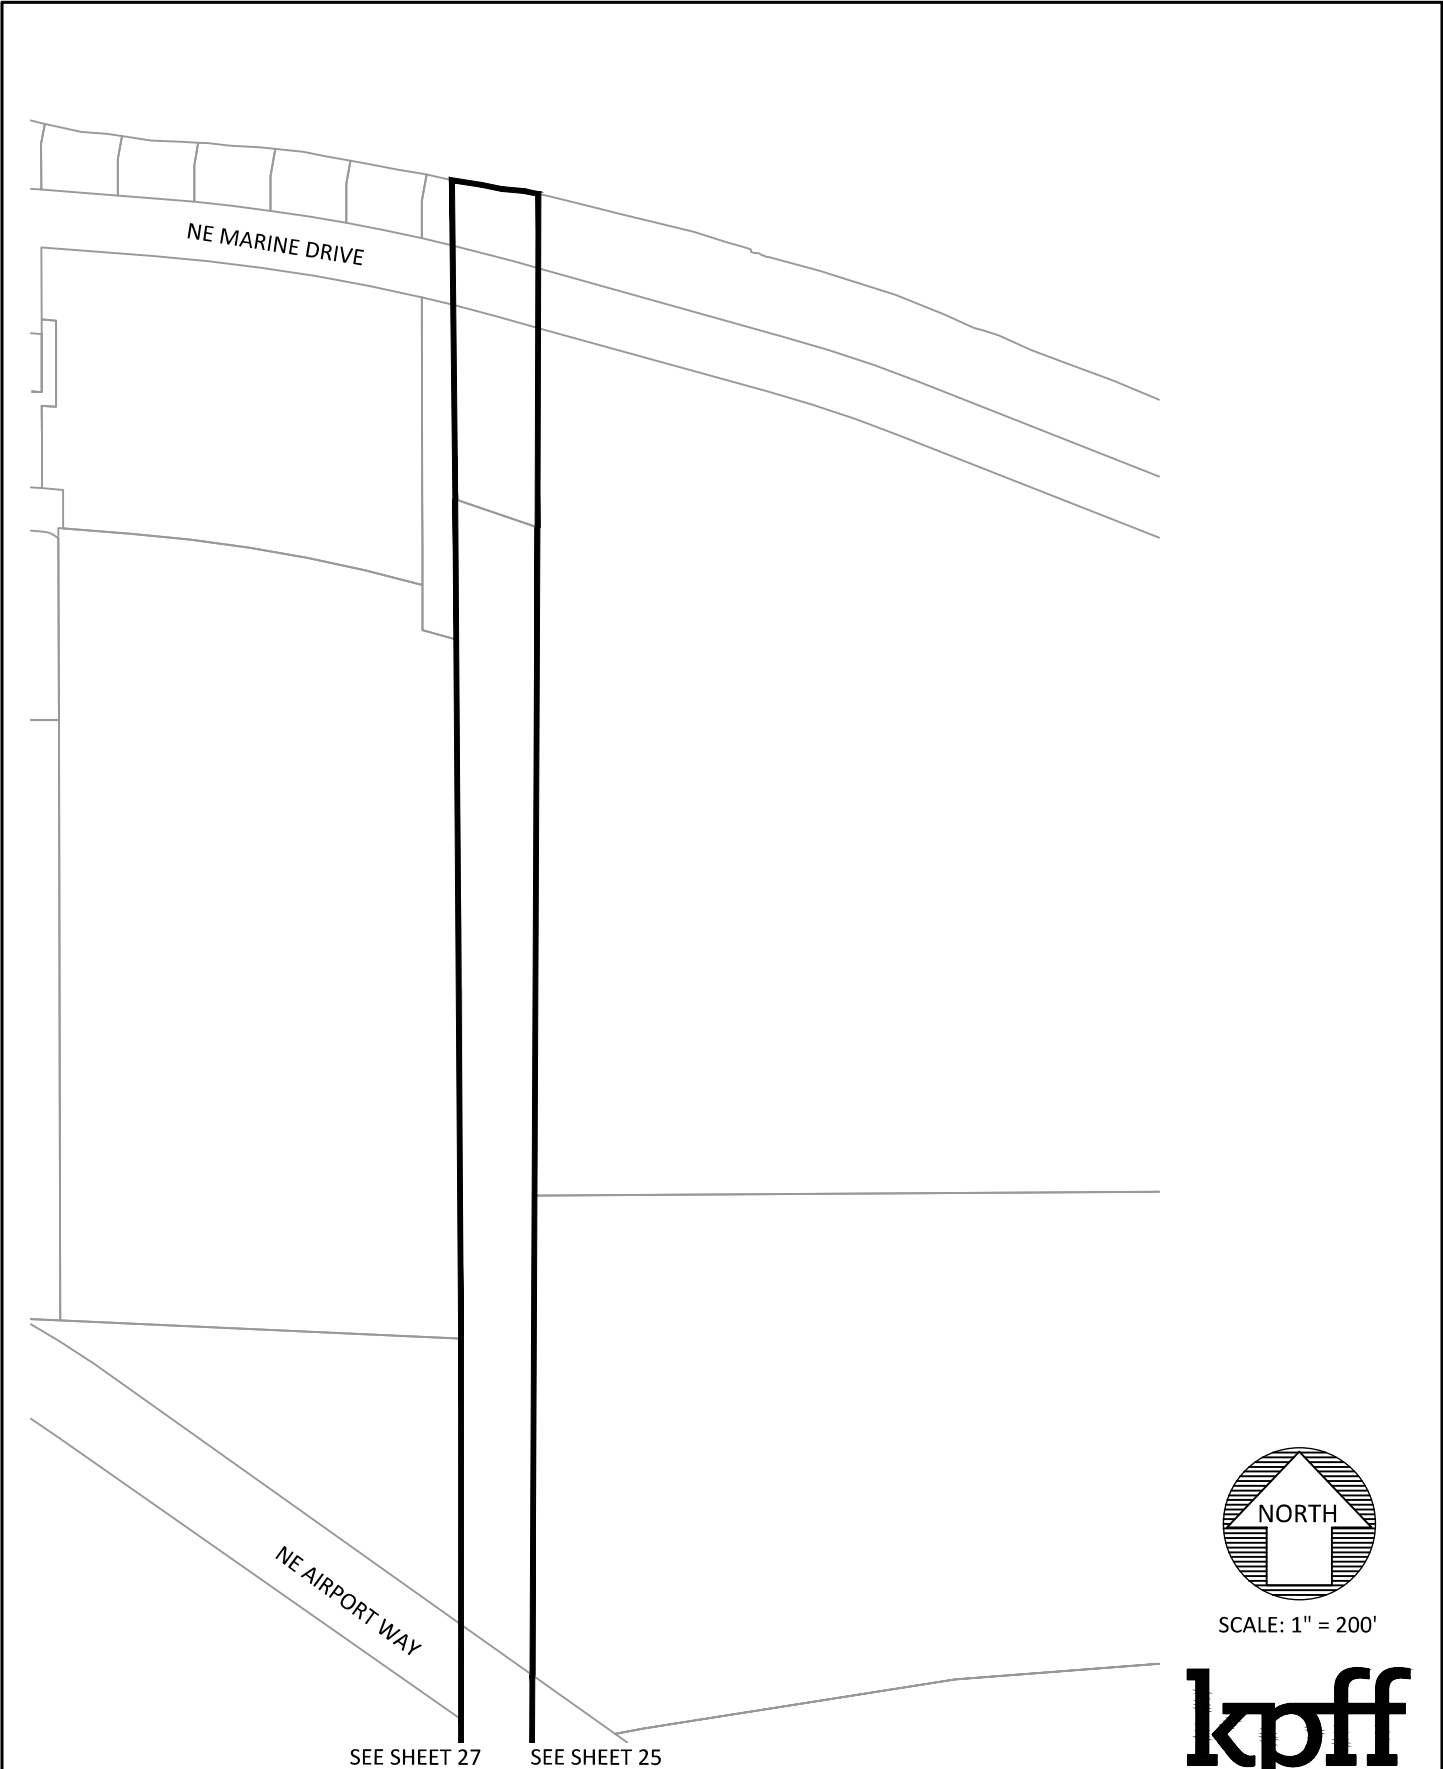 NE MARINE DRIVE
NORTH
SCALE: 1" = 200'
NE AIRPORT WAY
kpff
SEE SHEET 27
SEE SHEET 25